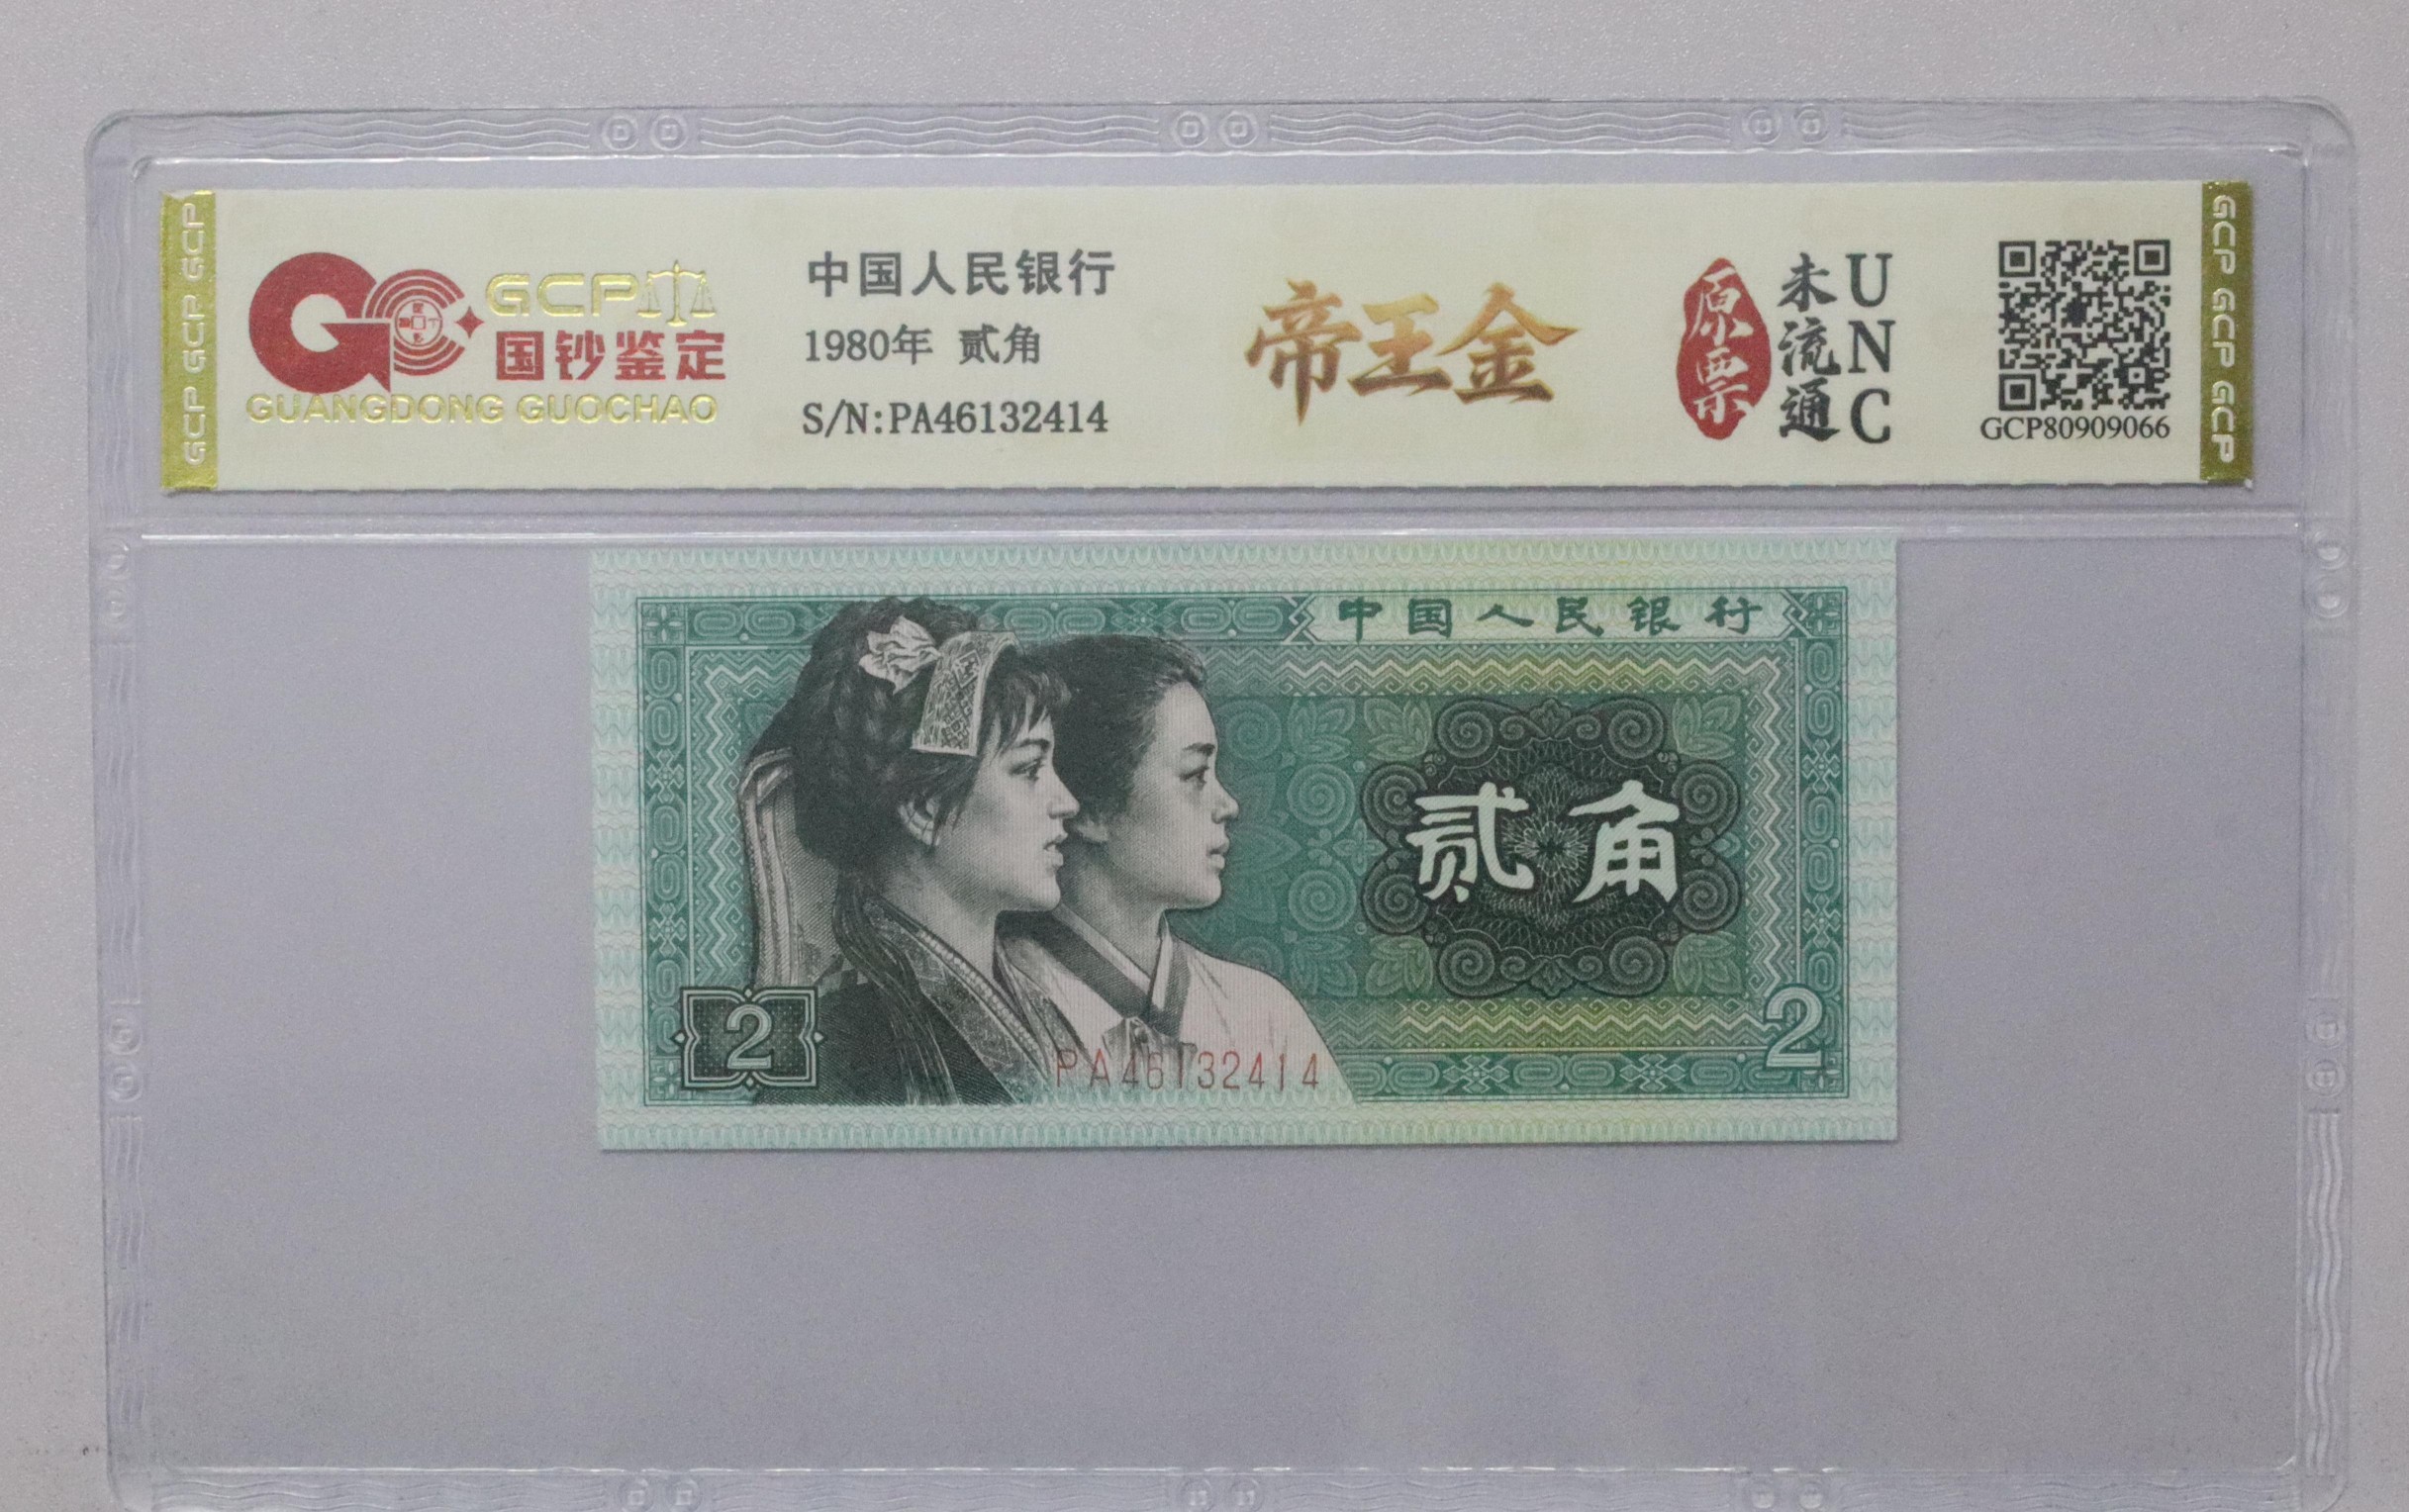 GCP GCP GCP
GCP
国钞鉴定
GUANGDONG GUOCHAO
中国人民银行
1980年 贰角
S/N:PA46132414
帝王金
原票
未流通
UNC
GCP80909066
GCP GCP GCP
中国人民银行
贰角
2
2
PA46132414